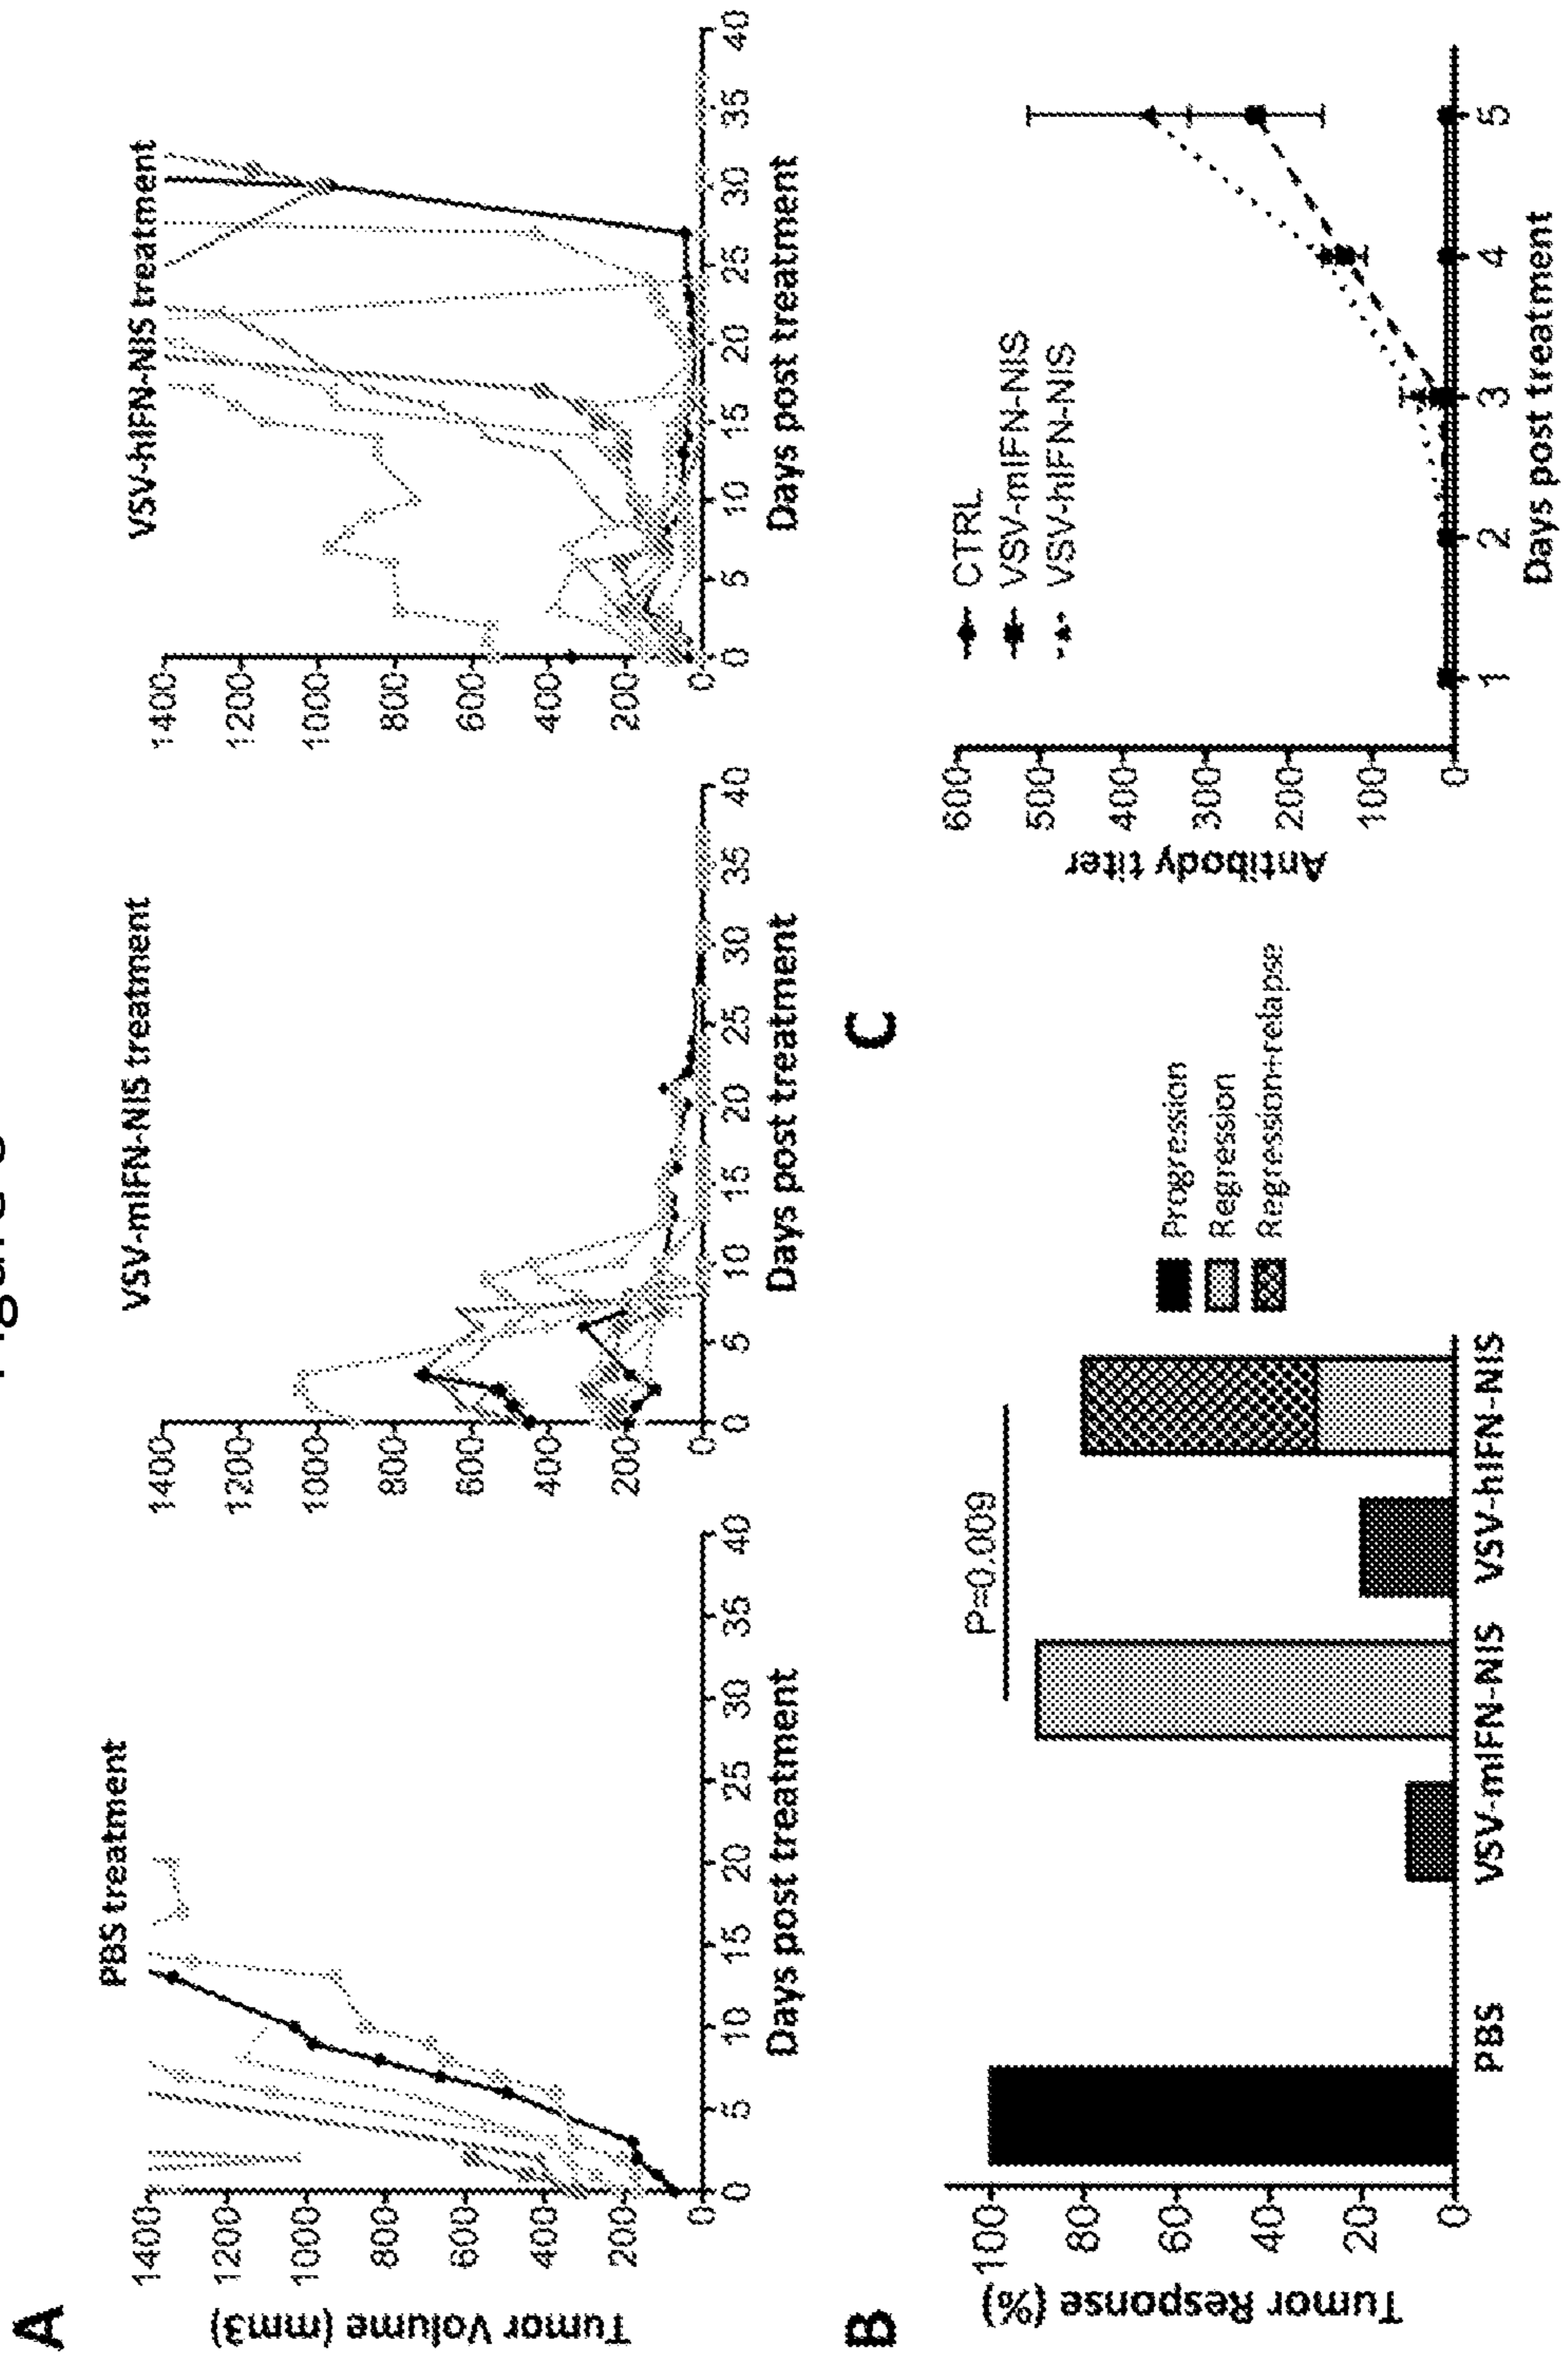 Figure
A
PBS treatment
VSV-mIFN-NIS treatment
VSV-hIFN-NIS treatment
Tumor Volume (mm3)
1400
1200
1000
800
600
400
200
0
0 5 10 15 20 25 30 35 40
Days post treatment
1400
1200
1000
800
600
400
200
0
0 5 10 15 20 25 30 35 40
Days post treatment
1400
1200
1000
800
600
400
200
0
0 5 10 15 20 25 30 35 40
Days post treatment
B
Tumor Response (%)
100
80
60
40
20
0
P=0.009
PBS VSV-mIFN-NIS VSV-hIFN-NIS
Progression
Regression
Regression+relapse
C
Antibody titer
600
500
400
300
200
100
0
CTRL
VSV-mIFN-NIS
VSV-hIFN-NIS
1 2 3 4 5
Days post treatment